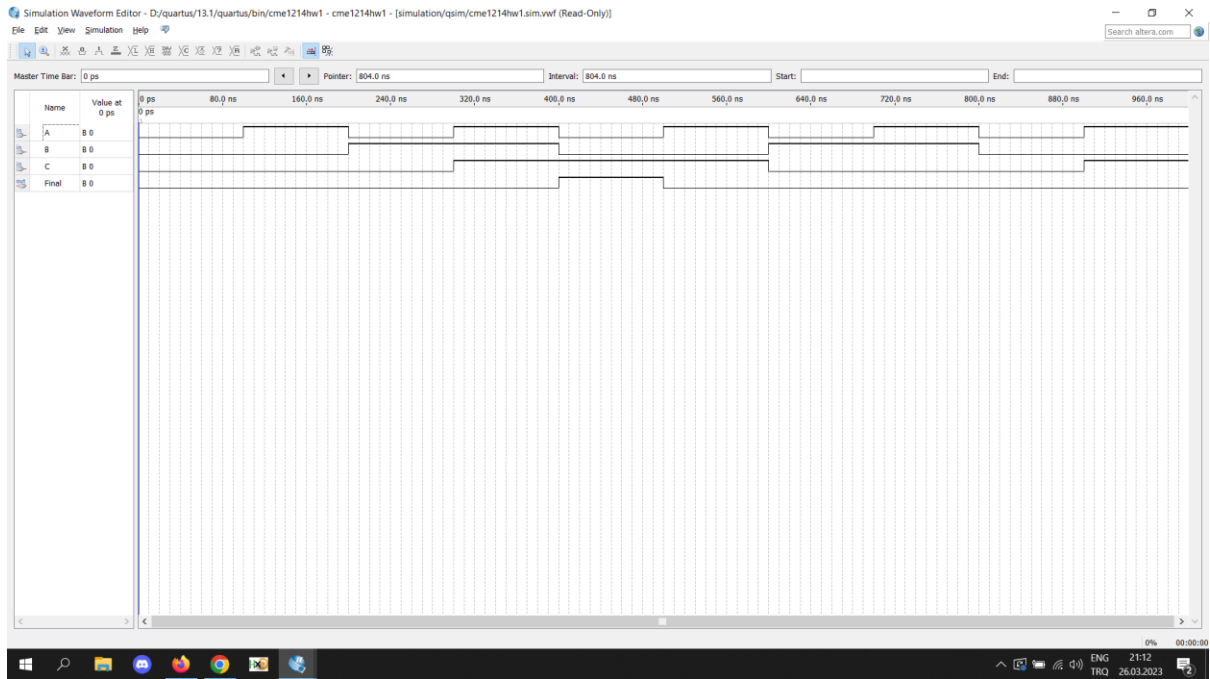 Simulation Waveform Editor - D:/quartus/13.1/quartus/bin/cme1214hw1 - cme1214hw1 - [simulation/qsim/cme1214hw1.sim.vwf (Read-Only)]
File Edit View Simulation Help
Search altera.com
Master Time Bar: 0 ps Pointer: 804.0 ns Interval: 804.0 ns Start: End:
Name Value at 0 ps
0 ps 80.0 ns 160.0 ns 240.0 ns 320.0 ns 400.0 ns 480.0 ns 560.0 ns 640.0 ns 720.0 ns 800.0 ns 880.0 ns 960.0 ns
0 ps
A B 0
B B 0
C B 0
Final B 0
0% 00:00:00
ENG 21:12
TRQ 26.03.2023